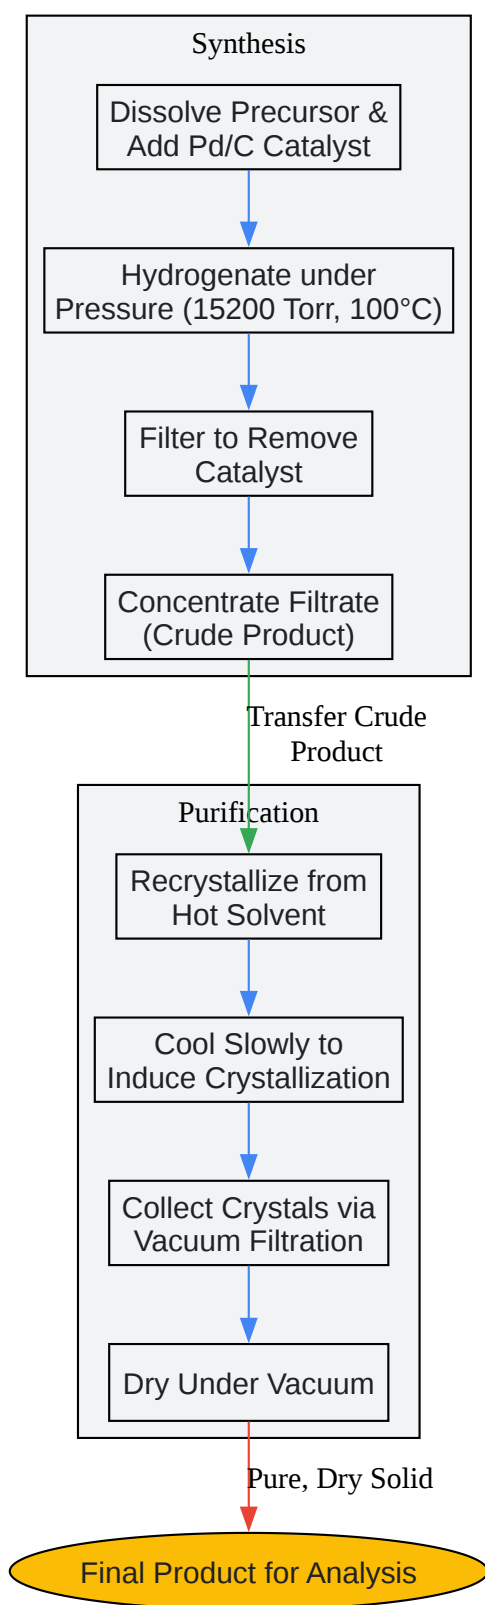 Synthesis
Dissolve Precursor &
Add Pd/C Catalyst
Hydrogenate under
Pressure (15200 Torr, 100°C)
Filter to Remove
Catalyst
Concentrate Filtrate
(Crude Product)
Transfer Crude
Product
Purification
Recrystallize from
Hot Solvent
Cool Slowly to
Induce Crystallization
Collect Crystals via
Vacuum Filtration
Dry Under Vacuum
Pure, Dry Solid
Final Product for Analysis